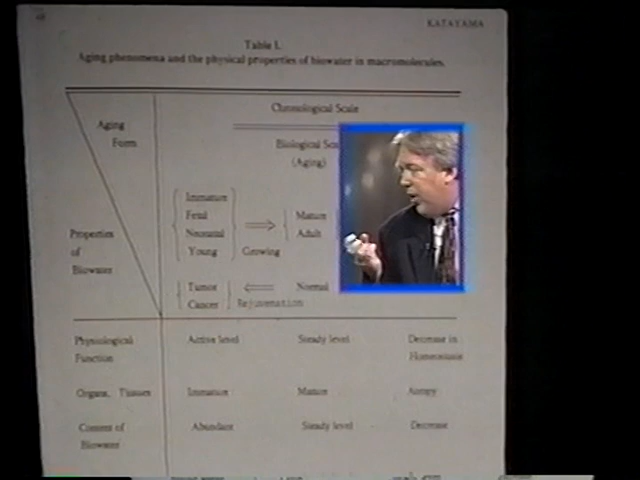 KATAYAMA
Table I.
Aging phenomena and the physical properties of biowater in macromolecules.
Chronological Scale
Aging
Form
Biological
(Aging)
Immature
Fetal
Neonatal
Young
Growing
Mature
Adult
Properties
of
Biowater
Tumor
Cancer
Rejuvenation
Normal
Physiological
Function
Active level
Steady level
Decrease in
Homeostasis
Organs, Tissues
Immature
Mature
Atropy
Content of
Biowater
Abundant
Steady level
Decrease